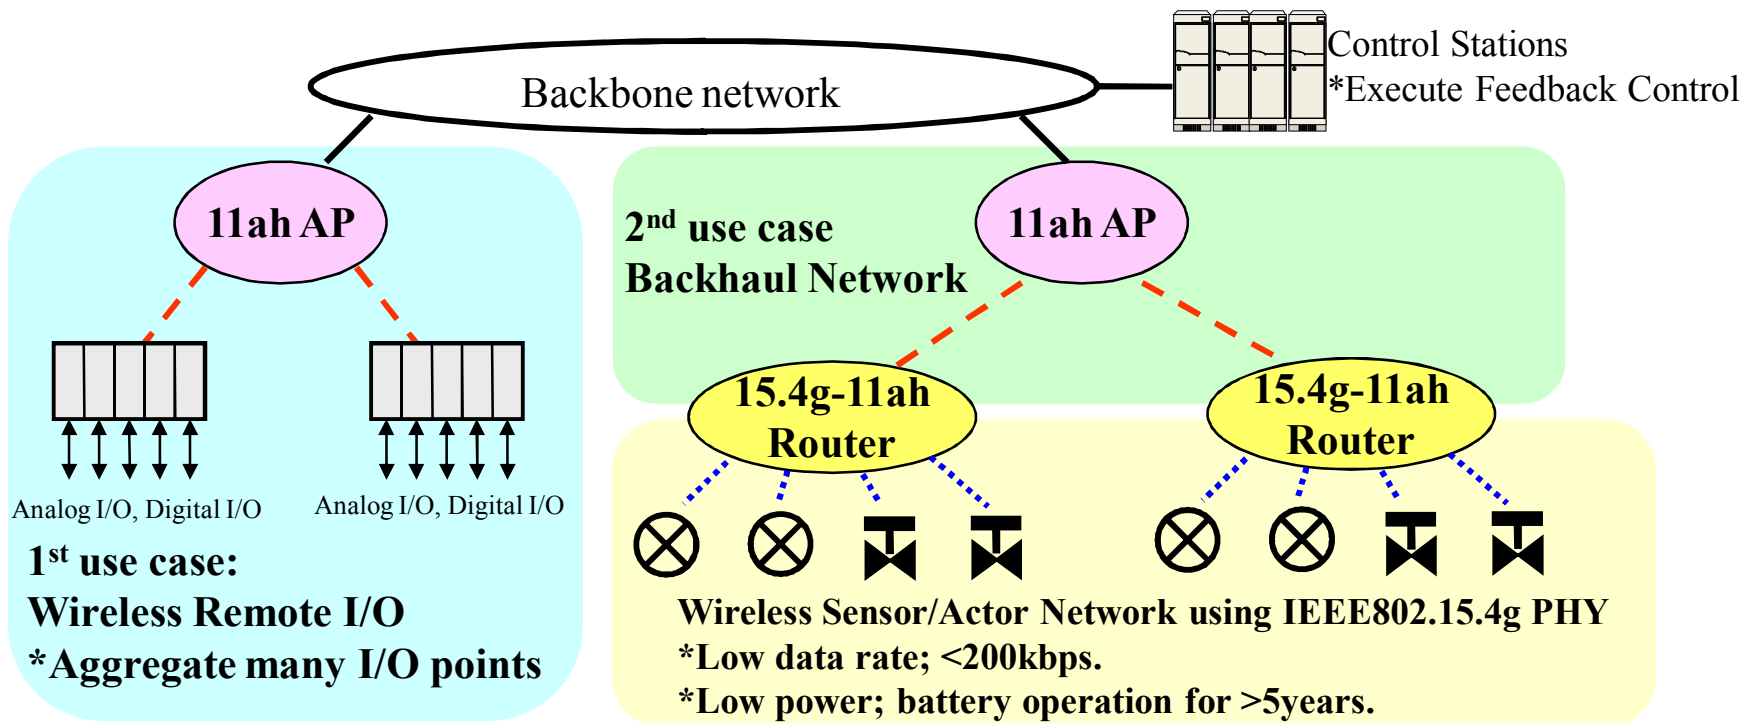 Control Stations
*Execute Feedback Control
Backbone network
11ah AP
11ah AP
2nd use case
Backhaul Network
15.4g-11ah
Router
15.4g-11ah
Router
Analog I/O, Digital I/O
Analog I/O, Digital I/O
1st use case:
Wireless Remote I/O
*Aggregate many I/O points
Wireless Sensor/Actor Network using IEEE802.15.4g PHY
*Low data rate; <200kbps.
*Low power; battery operation for >5years.